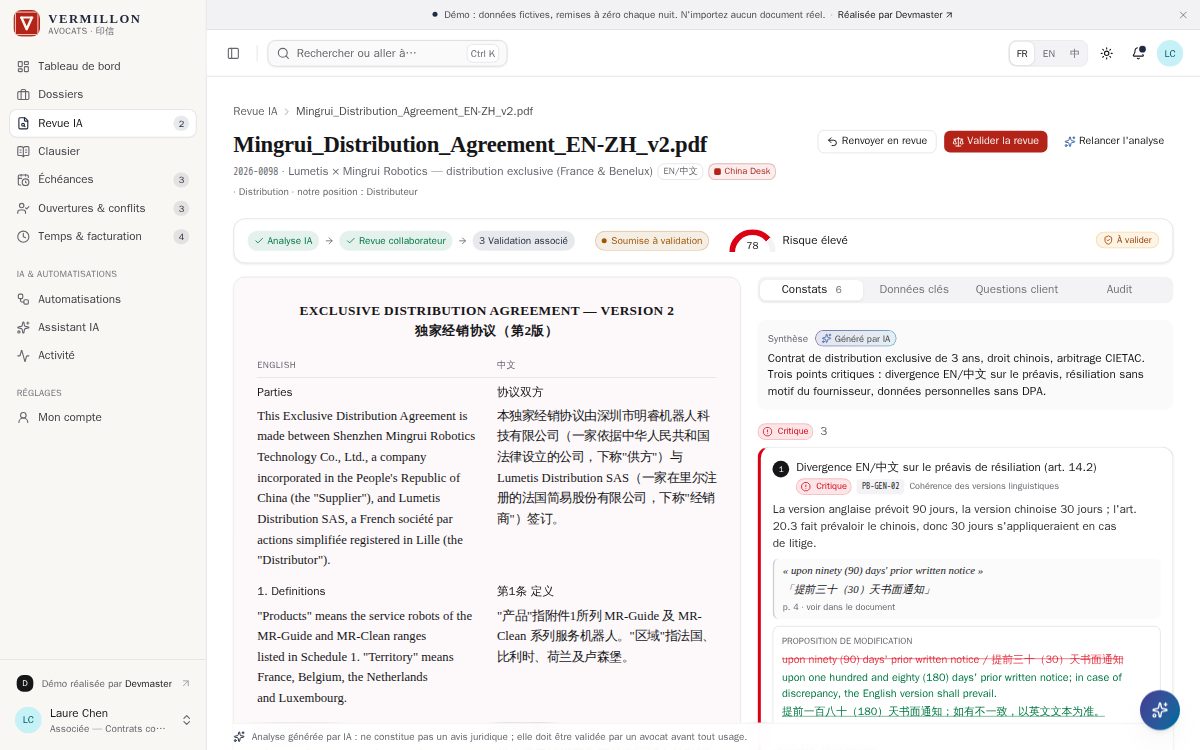 VERMILLON
AVOCATS · 印信
Tableau de bord
Dossiers
Revue IA 2
Clausier
Échéances 3
Ouvertures & conflits 3
Temps & facturation 4
IA & AUTOMATISATIONS
Automatisations
Assistant IA
Activité
RÉGLAGES
Mon compte
D Démo réalisée par Devmaster
LC Laure Chen
Associée — Contrats co···
Démo : données fictives, remises à zéro chaque nuit. N'importez aucun document réel. · Réalisée par Devmaster
Rechercher ou aller à··· Ctrl K
FR EN 中 LC
Revue IA > Mingrui_Distribution_Agreement_EN-ZH_v2.pdf
Mingrui_Distribution_Agreement_EN-ZH_v2.pdf
Renvoyer en revue Valider la revue Relancer l'analyse
2026-0098 · Lumetis × Mingrui Robotics — distribution exclusive (France & Benelux) EN/中文 China Desk
· Distribution · notre position : Distributeur
Analyse IA → Revue collaborateur → 3 Validation associé Soumise à validation 78 Risque élevé À valider
EXCLUSIVE DISTRIBUTION AGREEMENT — VERSION 2
独家经销协议（第2版）
ENGLISH 中文
Parties
This Exclusive Distribution Agreement is
made between Shenzhen Mingrui Robotics
Technology Co., Ltd., a company
incorporated in the People's Republic of
China (the "Supplier"), and Lumetis
Distribution SAS, a French société par
actions simplifiée registered in Lille (the
"Distributor").
协议双方
本独家经销协议由深圳市明睿机器人科
技有限公司（一家依据中华人民共和国
法律设立的公司，下称"供方"）与
Lumetis Distribution SAS（一家在里尔注
册的法国简易股份有限公司，下称"经销
商"）签订。
1. Definitions
"Products" means the service robots of the
MR-Guide and MR-Clean ranges
listed in Schedule 1. "Territory" means
France, Belgium, the Netherlands
and Luxembourg.
第1条 定义
"产品"指附件1所列 MR-Guide 及 MR-
Clean 系列服务机器人。"区域"指法国、
比利时、荷兰及卢森堡。
Constats 6 Données clés Questions client Audit
Synthèse Généré par IA
Contrat de distribution exclusive de 3 ans, droit chinois, arbitrage CIETAC.
Trois points critiques : divergence EN/中文 sur le préavis, résiliation sans
motif du fournisseur, données personnelles sans DPA.
Critique 3
1 Divergence EN/中文 sur le préavis de résiliation (art. 14.2)
Critique PB-GEN-02 Cohérence des versions linguistiques
La version anglaise prévoit 90 jours, la version chinoise 30 jours ; l'art.
20.3 fait prévaloir le chinois, donc 30 jours s'appliqueraient en cas
de litige.
« upon ninety (90) days' prior written notice »
「提前三十（30）天书面通知」
p. 4 · voir dans le document
PROPOSITION DE MODIFICATION
upon ninety (90) days' prior written notice / 提前三十（30）天书面通知
upon one hundred and eighty (180) days' prior written notice; in case of
discrepancy, the English version shall prevail.
提前一百八十（180）天书面通知；如有不一致，以英文文本为准。
Analyse générée par IA : ne constitue pas un avis juridique ; elle doit être validée par un avocat avant tout usage.